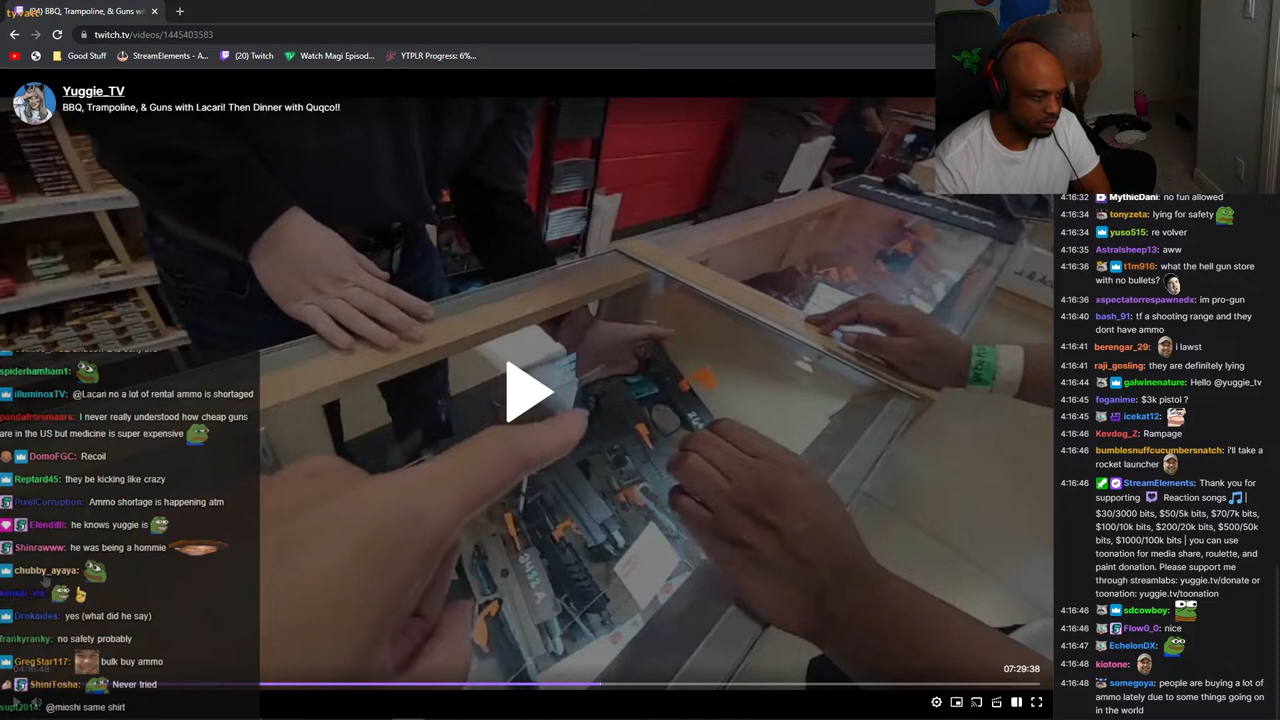 tyvatt
(24) BBQ, Trampoline, & Guns wi
twitch.tv/videos/1445403583
Good Stuff
StreamElements - A...
(20) Twitch
Watch Magi Episod...
YTPLR Progress: 6%...
Yuggie_TV
BBQ, Trampoline, & Guns with Lacari! Then Dinner with Quqco!!
spiderhamham1:
illuminoxTV: @Lacari no a lot of rental ammo is shortaged
pandafromaars: I never really understood how cheap guns
are in the US but medicine is super expensive
DomoFGC: Recoil
Reptard45: they be kicking like crazy
PixelCorruption: Ammo shortage is happening atm
Elendilli: he knows yuggie is
Shinrawww: he was being a hommie
chubby_ayaya:
Drokaides: yes (what did he say)
frankyranky: no safety probably
GregStar117: bulk buy ammo
04:16:48
ShiniTosha: Never tried
supt2014: @mioshi same shirt
07:29:38
4:16:32 MythicDani: no fun allowed
4:16:34 tonyzeta: lying for safety
4:16:34 yuso515: re volver
4:16:35 Astralsheep13: aww
4:16:36 t1m916: what the hell gun store
with no bullets?
4:16:36 xspectatorrespawnedx: im pro-gun
4:16:40 bash_91: tf a shooting range and they
dont have ammo
4:16:41 berengar_29: i lawst
4:16:41 raji_gosling: they are definitely lying
4:16:44 galwinenature: Hello @yuggie_tv
4:16:45 foganime: $3k pistol ?
4:16:45 icekat12:
4:16:46 Kevdog_Z: Rampage
4:16:46 bumblesnuffcucumbersnatch: i'll take a
rocket launcher
4:16:46 StreamElements: Thank you for
supporting Reaction songs |
$30/3000 bits, $50/5k bits, $70/7k bits,
$100/10k bits, $200/20k bits, $500/50k
bits, $1000/100k bits | you can use
toonation for media share, roulette, and
paint donation. Please support me
through streamlabs: yuggie.tv/donate or
toonation: yuggie.tv/toonation
4:16:46 sdcowboy:
4:16:46 Flow0_0: nice
4:16:47 EchelonDX:
4:16:48 kiotone:
4:16:48 somegoya: people are buying a lot of
ammo lately due to some things going on
in the world